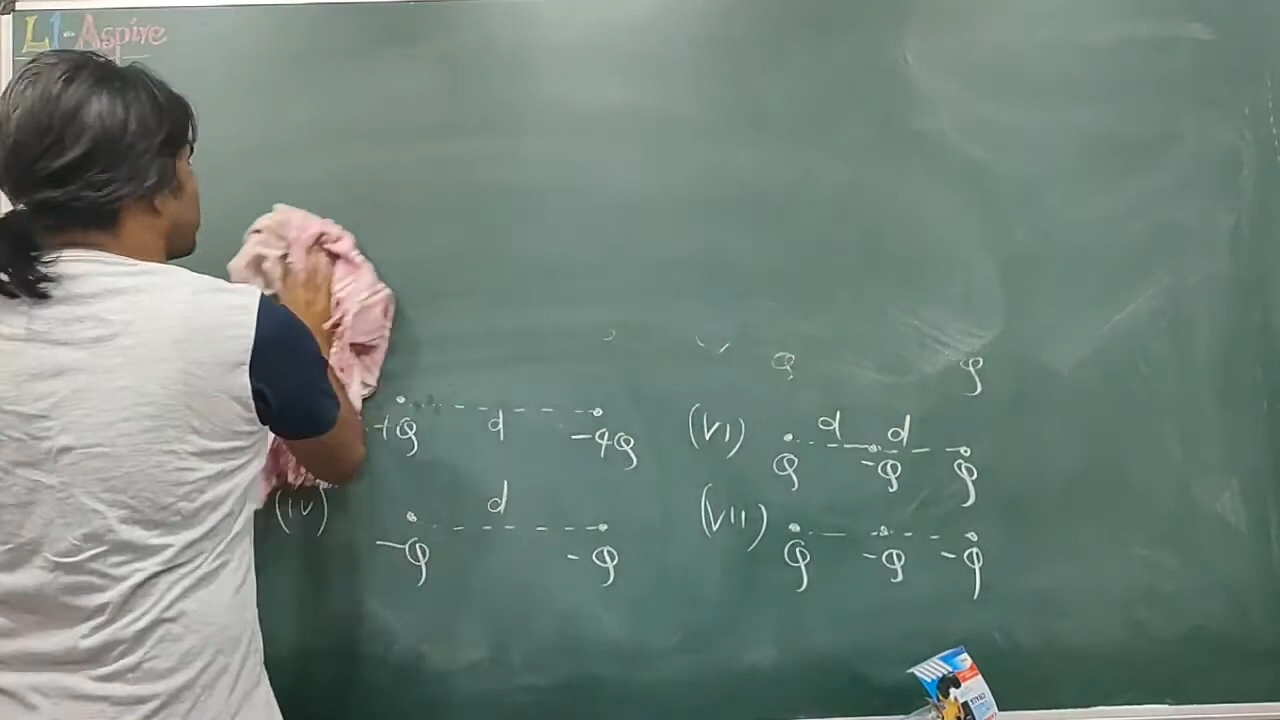 L1-Aspire
Q Q
+Q d -4Q
(VI) d d
Q -Q Q
(IV) d
-Q -Q
(VII)
Q -Q -Q